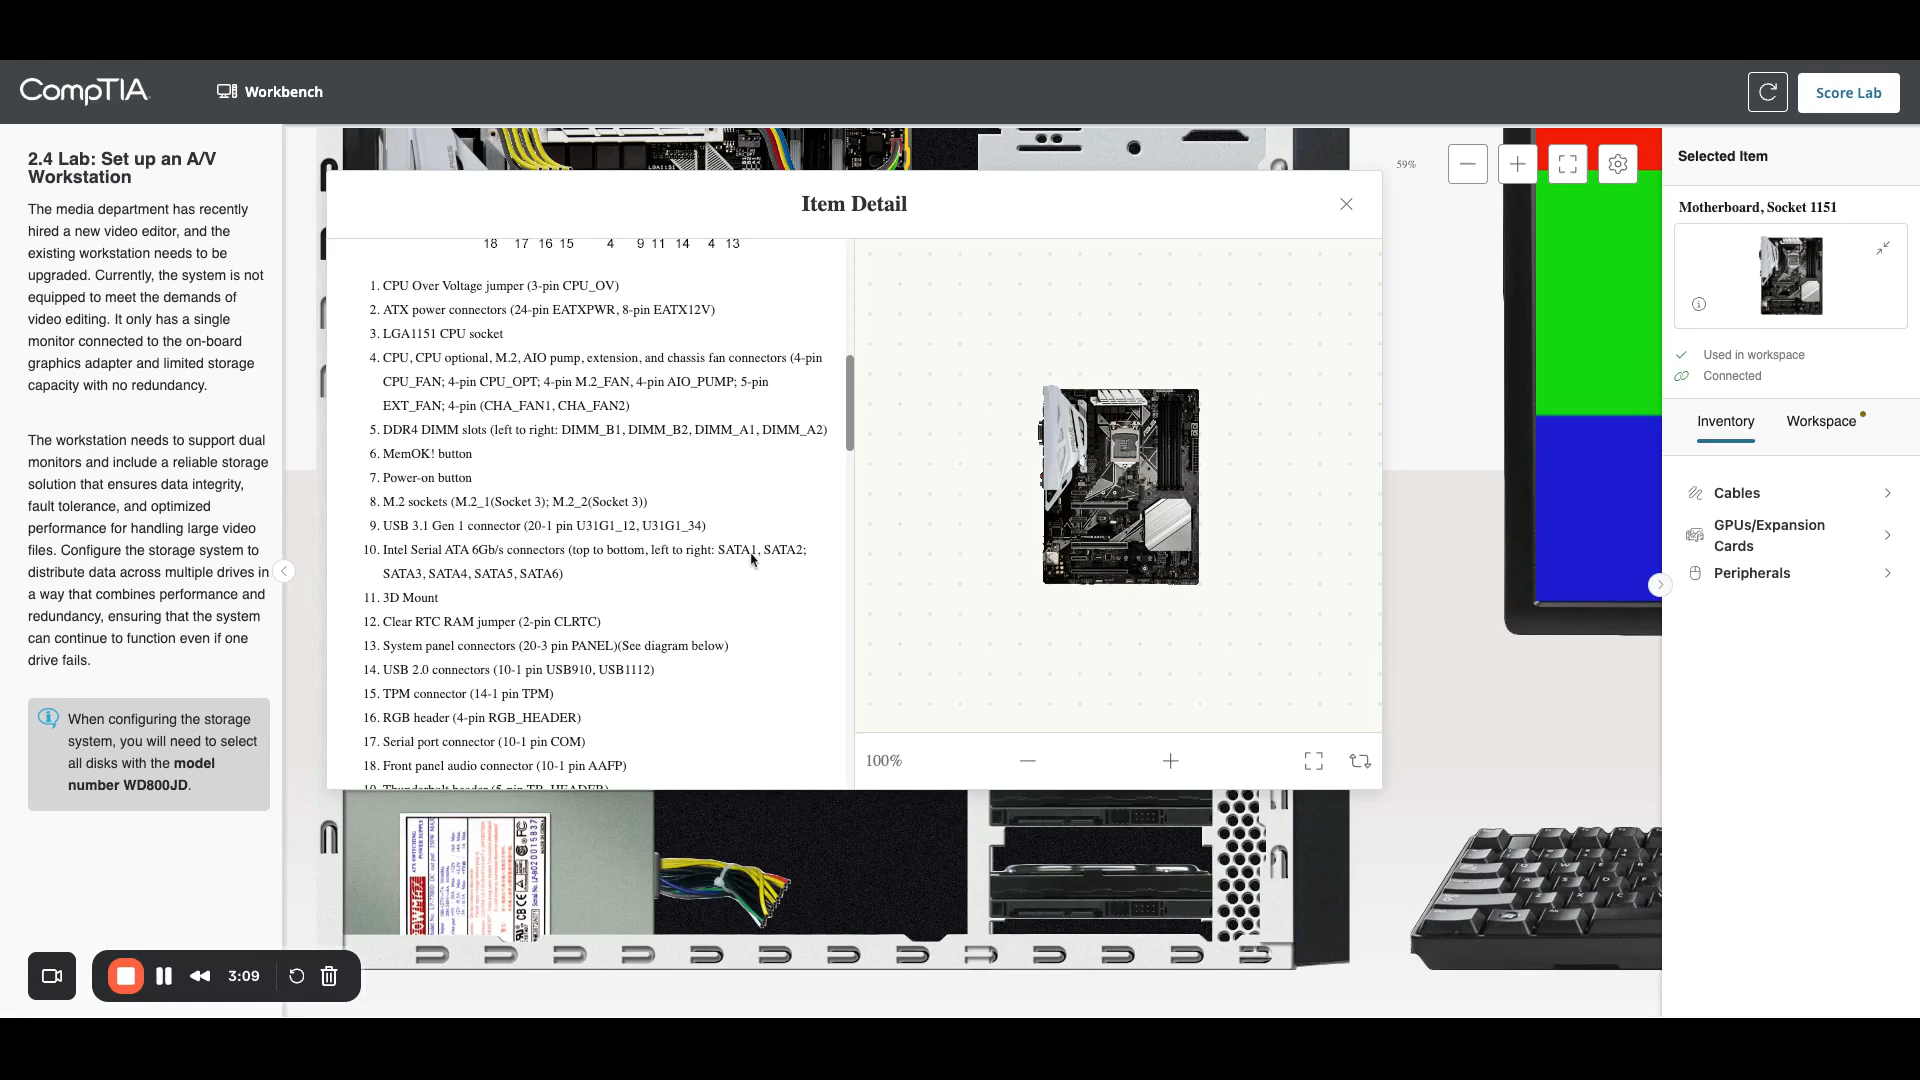 CompTIA
Workbench
Score Lab
2.4 Lab: Set up an A/V
Workstation
The media department has recently
hired a new video editor, and the
existing workstation needs to be
upgraded. Currently, the system is not
equipped to meet the demands of
video editing. It only has a single
monitor connected to the on-board
graphics adapter and limited storage
capacity with no redundancy.
The workstation needs to support dual
monitors and include a reliable storage
solution that ensures data integrity,
fault tolerance, and optimized
performance for handling large video
files. Configure the storage system to
distribute data across multiple drives in
a way that combines performance and
redundancy, ensuring that the system
can continue to function even if one
drive fails.
When configuring the storage
system, you will need to select
all disks with the model
number WD800JD.
3:09
LGA1151
59%
Item Detail
18 17 16 15 4 9 11 14 4 13
1. CPU Over Voltage jumper (3-pin CPU_OV)
2. ATX power connectors (24-pin EATXPWR, 8-pin EATX12V)
3. LGA1151 CPU socket
4. CPU, CPU optional, M.2, AIO pump, extension, and chassis fan connectors (4-pin
CPU_FAN; 4-pin CPU_OPT; 4-pin M.2_FAN, 4-pin AIO_PUMP; 5-pin
EXT_FAN; 4-pin (CHA_FAN1, CHA_FAN2)
5. DDR4 DIMM slots (left to right: DIMM_B1, DIMM_B2, DIMM_A1, DIMM_A2)
6. MemOK! button
7. Power-on button
8. M.2 sockets (M.2_1(Socket 3); M.2_2(Socket 3))
9. USB 3.1 Gen 1 connector (20-1 pin U31G1_12, U31G1_34)
10. Intel Serial ATA 6Gb/s connectors (top to bottom, left to right: SATA1, SATA2;
SATA3, SATA4, SATA5, SATA6)
11. 3D Mount
12. Clear RTC RAM jumper (2-pin CLRTC)
13. System panel connectors (20-3 pin PANEL)(See diagram below)
14. USB 2.0 connectors (10-1 pin USB910, USB1112)
15. TPM connector (14-1 pin TPM)
16. RGB header (4-pin RGB_HEADER)
17. Serial port connector (10-1 pin COM)
18. Front panel audio connector (10-1 pin AAFP)
19. Thunderbolt header (5-pin TB_HEADER)
100%
Selected Item
Motherboard, Socket 1151
Used in workspace
Connected
Inventory
Workspace
Cables
GPUs/Expansion
Cards
Peripherals